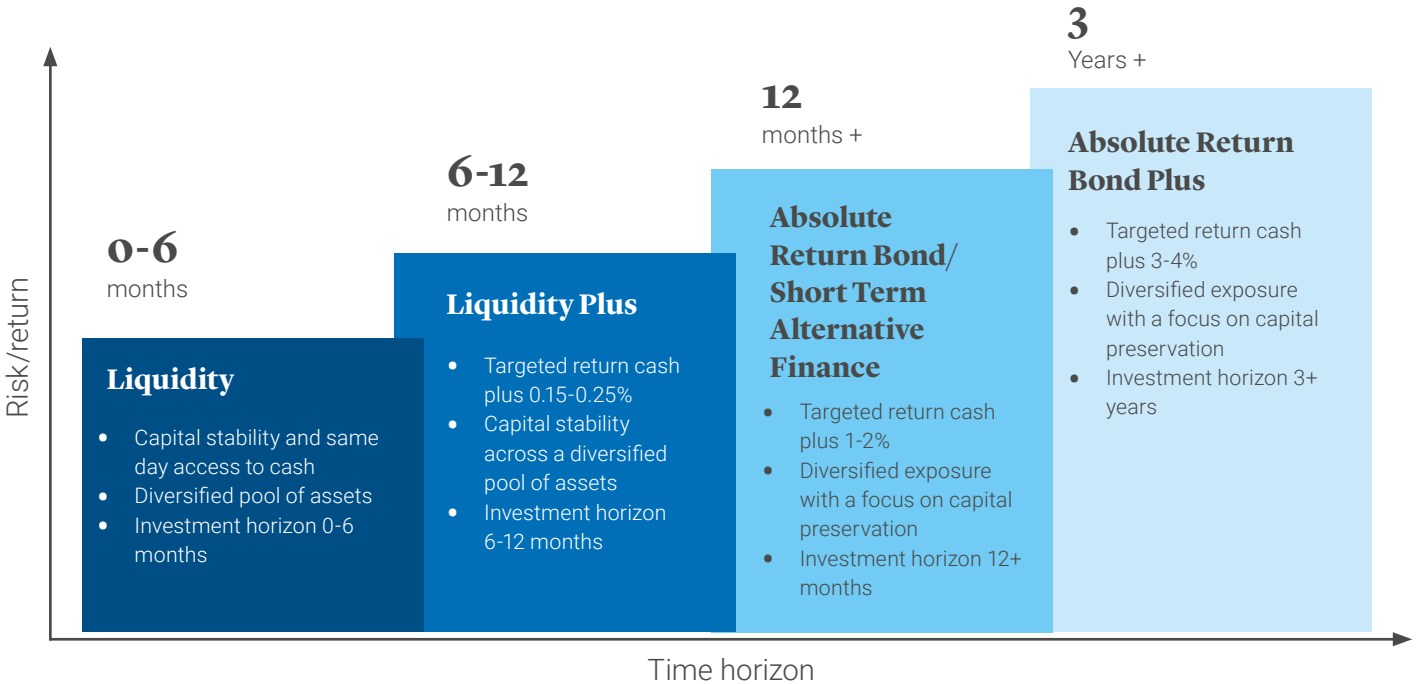 Risk/return
0-6
months
Liquidity
• Capital stability and same
day access to cash
• Diversified pool of assets
• Investment horizon 0-6
months
6-12
months
Liquidity Plus
• Targeted return cash
plus 0.15-0.25%
• Capital stability
across a diversified
pool of assets
• Investment horizon
6-12 months
12
months +
Absolute
Return Bond/
Short Term
Alternative
Finance
• Targeted return cash
plus 1-2%
• Diversified exposure
with a focus on capital
preservation
• Investment horizon 12+
months
3
Years +
Absolute Return
Bond Plus
• Targeted return cash
plus 3-4%
• Diversified exposure
with a focus on capital
preservation
• Investment horizon 3+
years
Time horizon